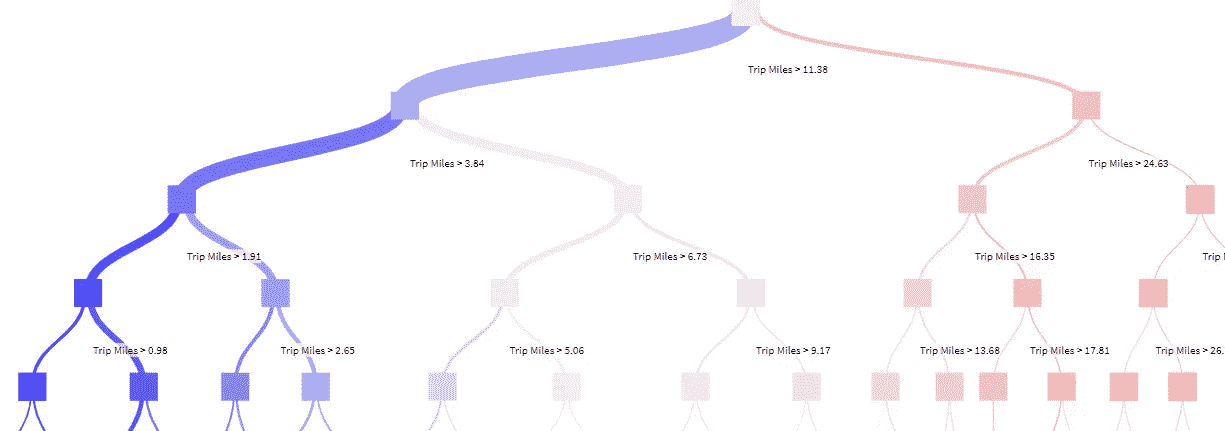 Trip Miles > 11.38
Trip Miles > 3.84
Trip Miles > 24.63
Trip Miles > 1.91
Trip Miles > 6.73
Trip Miles > 16.35
Trip
Trip Miles > 0.98
Trip Miles > 2.65
Trip Miles > 5.06
Trip Miles > 9.17
Trip Miles > 13.68
Trip Miles > 17.81
Trip Miles > 26.